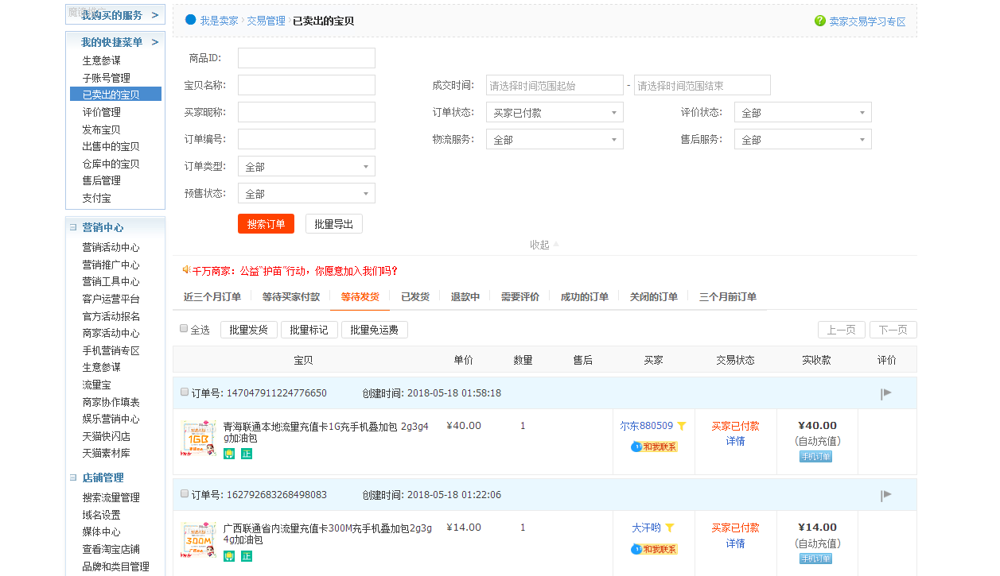 我购买的服务 >
我的快捷菜单 >
生意参谋
子账号管理
已卖出的宝贝
评价管理
发布宝贝
出售中的宝贝
仓库中的宝贝
售后管理
支付宝
营销中心
营销活动中心
营销推广中心
营销工具中心
客户运营平台
官方活动报名
商家活动中心
手机营销专区
生意参谋
流量宝
商家协作填表
娱乐营销中心
天猫快闪店
天猫素材库
店铺管理
搜索流量管理
域名设置
媒体中心
查看淘宝店铺
品牌和类目管理
我是卖家 › 交易管理 › 已卖出的宝贝
卖家交易学习专区
商品ID:
宝贝名称: 成交时间: 请选择时间范围起始 - 请选择时间范围结束
买家昵称: 订单状态: 买家已付款 评价状态: 全部
订单编号: 物流服务: 全部 售后服务: 全部
订单类型: 全部
预售状态: 全部
搜索订单 批量导出
收起
千万商家：公益“护苗”行动，你愿意加入我们吗？
近三个月订单 等待买家付款 等待发货 已发货 退款中 需要评价 成功的订单 关闭的订单 三个月前订单
全选 批量发货 批量标记 批量免运费 上一页 下一页
宝贝 单价 数量 售后 买家 交易状态 实收款 评价
订单号: 147047911224776650 创建时间: 2018-05-18 01:58:18
青海联通本地流量充值卡1G充手机叠加包 2g3g4 ¥40.00 1 尔东880509 买家已付款 ¥40.00
g加油包 和我联系 详情 (自动充值)
正 手机订单
1GB
订单号: 162792683268498083 创建时间: 2018-05-18 01:22:06
广西联通省内流量充值卡300M充手机叠加包2g3g ¥14.00 1 大汗哟 买家已付款 ¥14.00
4g加油包 和我联系 详情 (自动充值)
正 手机订单
300M